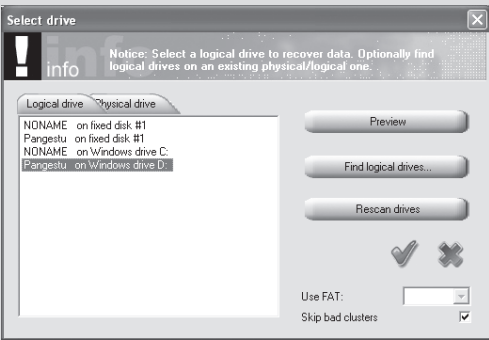 Select drive
info
Notice: Select a logical drive to recover data. Optionally find
logical drives on an existing physical/logical one.
Logical drive Physical drive
NONAME on fixed disk #1
Pangestu on fixed disk #1
NONAME on Windows drive C:
Pangestu on Windows drive D:
Preview
Find logical drives...
Rescan drives
Use FAT:
Skip bad clusters